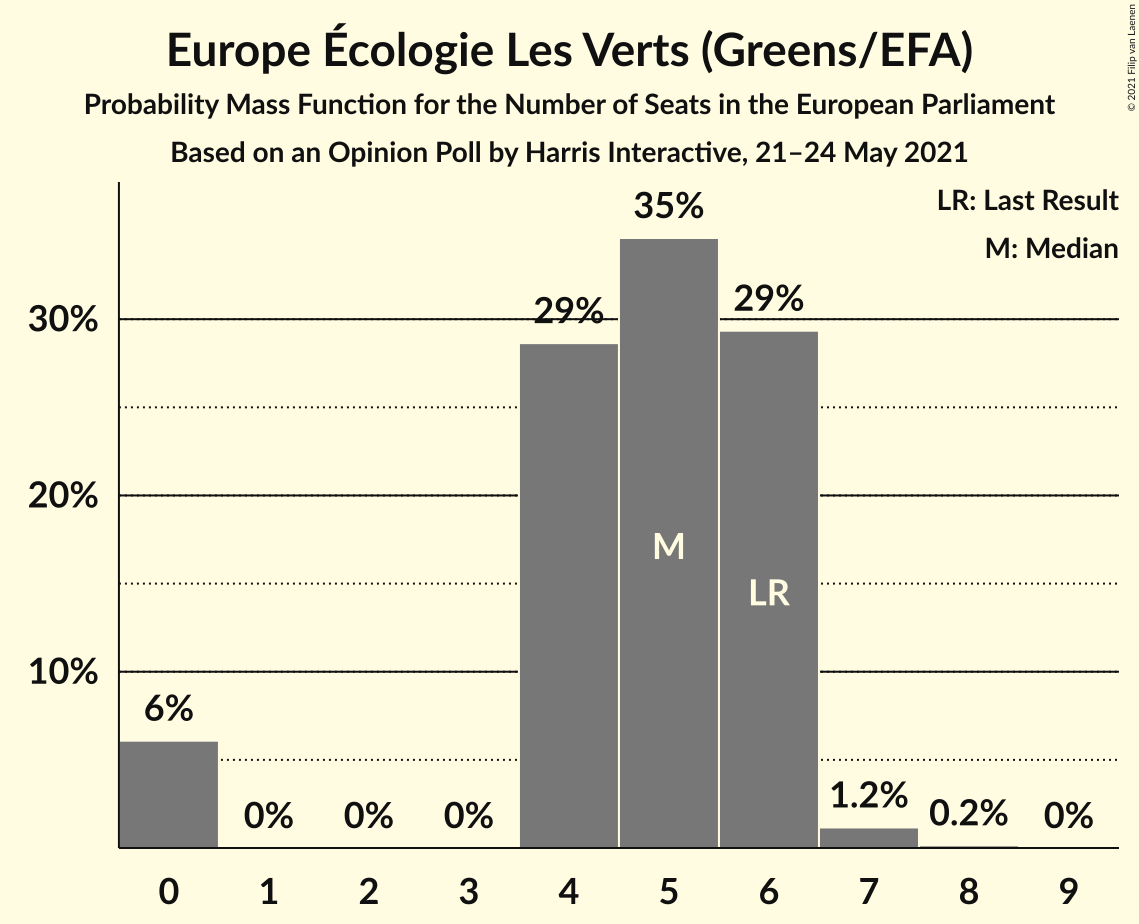 Europe Écologie Les Verts (Greens/EFA)
Probability Mass Function for the Number of Seats in the European Parliament
Based on an Opinion Poll by Harris Interactive, 21–24 May 2021
© 2021 Filip van Laenen
LR: Last Result
M: Median
35%
29%
29%
30%
20%
10%
M
LR
6%
0%
0%
0%
1.2%
0.2%
0%
0 1 2 3 4 5 6 7 8 9